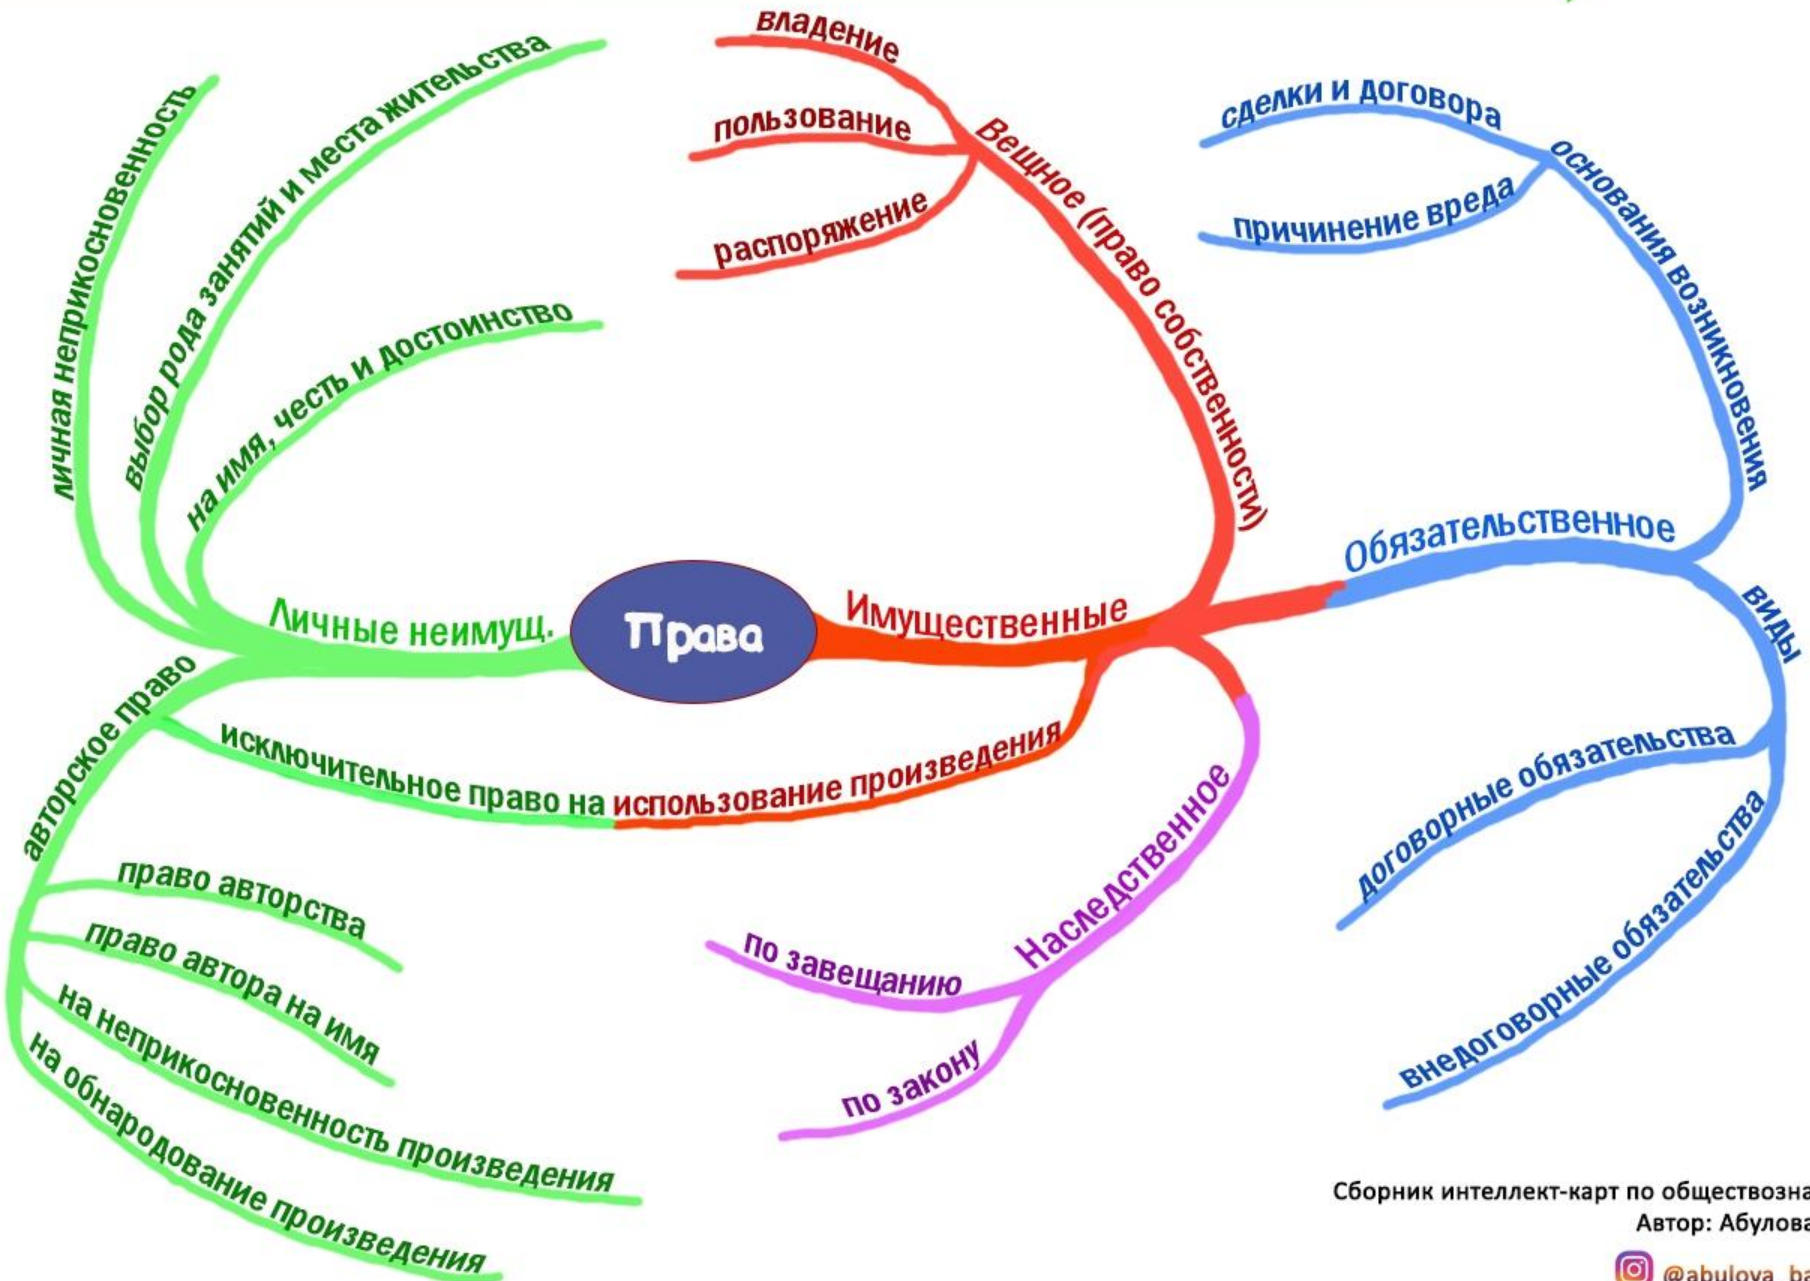 Права
Личные неимущ.
личная неприкосновенность
выбор рода занятий и места жительства
на имя, честь и достоинство
авторское право
исключительное право на использование произведения
право авторства
право автора на имя
на неприкосновенность произведения
на обнародование произведения
Имущественные
Вещное (право собственности)
владение
пользование
распоряжение
Обязательственное
основания возникновения
сделки и договора
причинение вреда
виды
договорные обязательства
внедоговорные обязательства
Наследственное
по завещанию
по закону
Сборник интеллект-карт по обществозна
Автор: Абулова
@abulova_ba